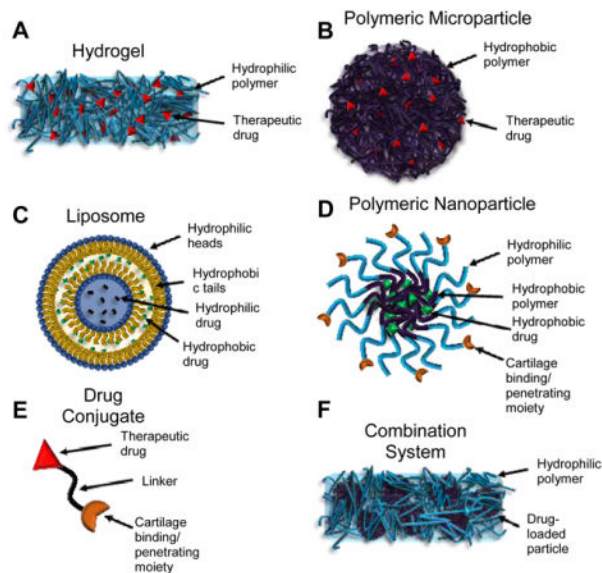 A
Hydrogel
Hydrophilic
polymer
Therapeutic
drug
B
Polymeric Microparticle
Hydrophobic
polymer
Therapeutic
drug
C
Liposome
Hydrophilic
heads
Hydrophobi
c tails
Hydrophilic
drug
Hydrophobic
drug
D
Polymeric Nanoparticle
Hydrophilic
polymer
Hydrophobic
polymer
Hydrophobic
drug
Cartilage
binding/
penetrating
moiety
E
Drug
Conjugate
Therapeutic
drug
Linker
Cartilage
binding/
penetrating
moiety
F
Combination
System
Hydrophilic
polymer
Drug-
loaded
particle